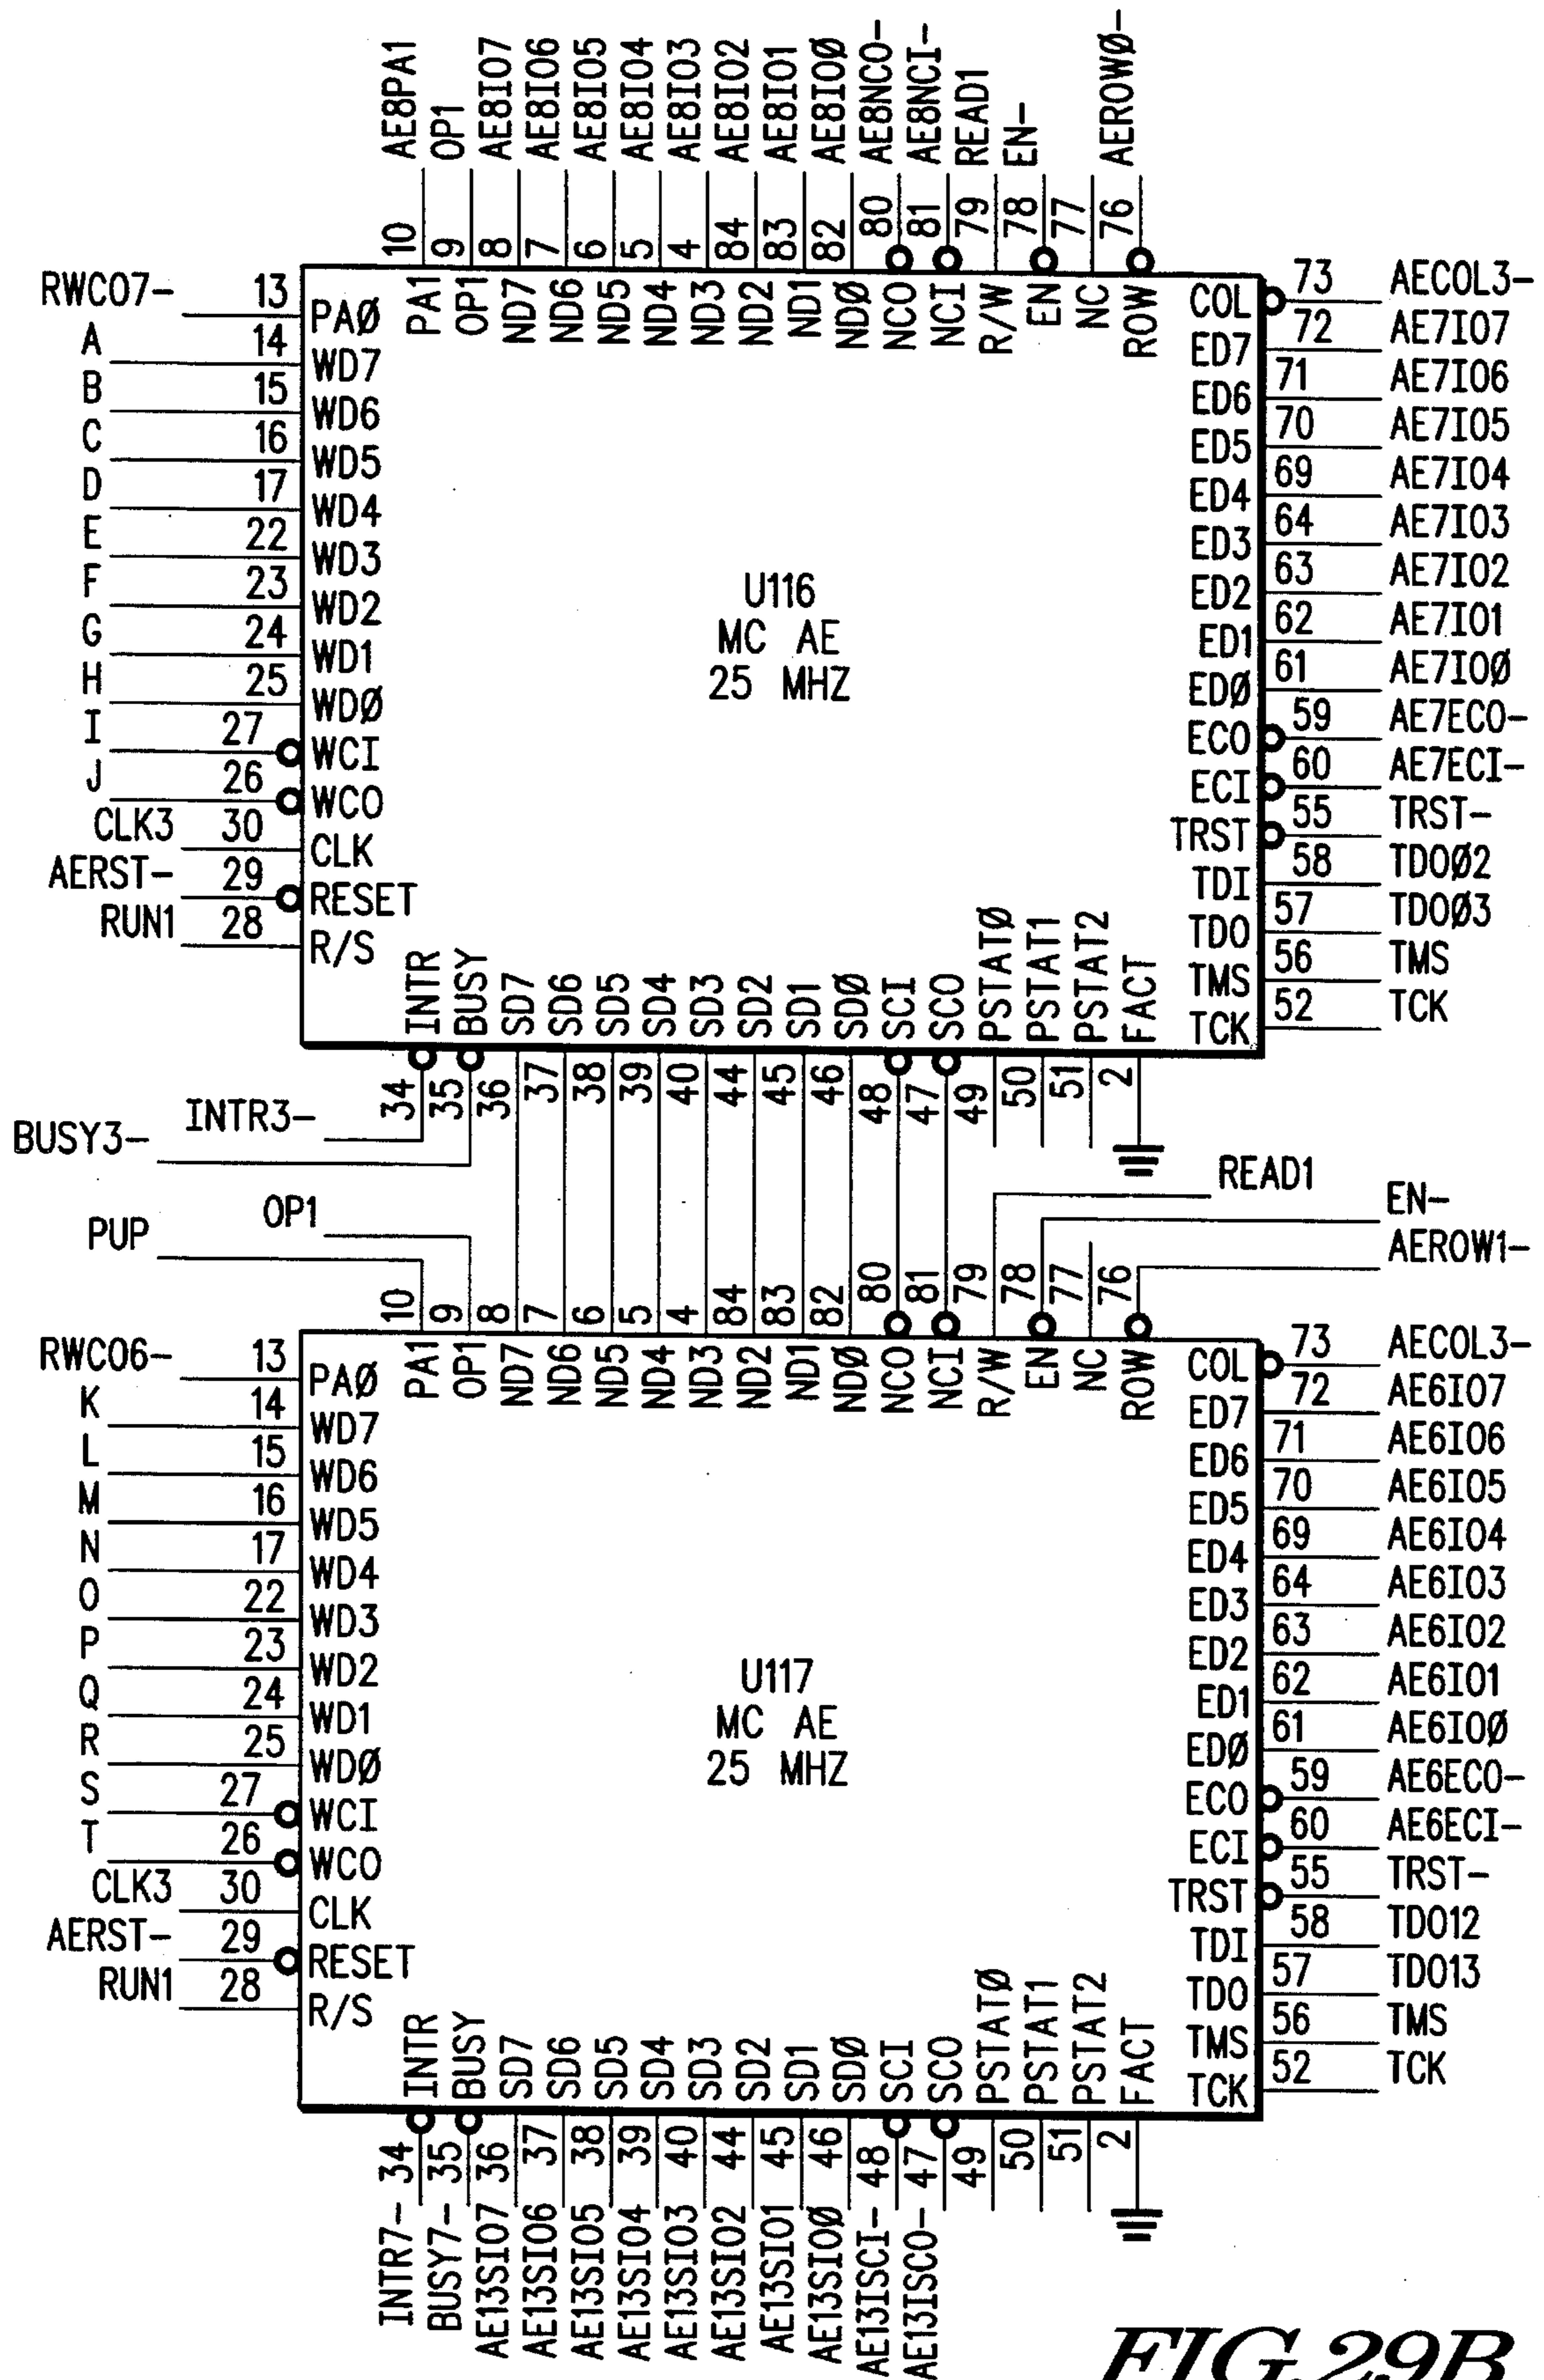 AE8PA1
OP1
AE8IO7
AE8IO6
AE8IO5
AE8IO4
AE8IO3
AE8IO2
AE8IO1
AE8IOØ
AE8NCO-
AE8NCI-
READ1
EN-
AEROWØ-
10 9 8 7 6 5 4 84 83 82 80 81 79 78 77 76
PA1 OP1 ND7 ND6 ND5 ND4 ND3 ND2 ND1 NDØ NCO NCI R/W EN NC ROW
RWCO7- 13 PAØ
A 14 WD7
B 15 WD6
C 16 WD5
D 17 WD4
E 22 WD3
F 23 WD2
G 24 WD1
H 25 WDØ
I 27 WCI
J 26 WCO
CLK3 30 CLK
AERST- 29 RESET
RUN1 28 R/S
U116
MC AE
25 MHZ
COL 73 AECOL3-
ED7 72 AE7IO7
ED6 71 AE7IO6
ED5 70 AE7IO5
ED4 69 AE7IO4
ED3 64 AE7IO3
ED2 63 AE7IO2
ED1 62 AE7IO1
EDØ 61 AE7IOØ
ECO 59 AE7ECO-
ECI 60 AE7ECI-
TRST 55 TRST-
TDI 58 TDOØ2
TDO 57 TDOØ3
TMS 56 TMS
TCK 52 TCK
INTR BUSY SD7 SD6 SD5 SD4 SD3 SD2 SD1 SDØ SCI SCO PSTATØ PSTAT1 PSTAT2 FACT
34 35 36 37 38 39 40 44 45 46 48 47 49 50 51 2
INTR3-
BUSY3-
READ1
EN-
OP1
PUP
AEROW1-
10 9 8 7 6 5 4 84 83 82 80 81 79 78 77 76
PA1 OP1 ND7 ND6 ND5 ND4 ND3 ND2 ND1 NDØ NCO NCI R/W EN NC ROW
RWCO6- 13 PAØ
K 14 WD7
L 15 WD6
M 16 WD5
N 17 WD4
O 22 WD3
P 23 WD2
Q 24 WD1
R 25 WDØ
S 27 WCI
T 26 WCO
CLK3 30 CLK
AERST- 29 RESET
RUN1 28 R/S
U117
MC AE
25 MHZ
COL 73 AECOL3-
ED7 72 AE6IO7
ED6 71 AE6IO6
ED5 70 AE6IO5
ED4 69 AE6IO4
ED3 64 AE6IO3
ED2 63 AE6IO2
ED1 62 AE6IO1
EDØ 61 AE6IOØ
ECO 59 AE6ECO-
ECI 60 AE6ECI-
TRST 55 TRST-
TDI 58 TDO12
TDO 57 TDO13
TMS 56 TMS
TCK 52 TCK
INTR BUSY SD7 SD6 SD5 SD4 SD3 SD2 SD1 SDØ SCI SCO PSTATØ PSTAT1 PSTAT2 FACT
INTR7- 34
BUSY7- 35
AE13SIO7 36
AE13SIO6 37
AE13SIO5 38
AE13SIO4 39
AE13SIO3 40
AE13SIO2 44
AE13SIO1 45
AE13SIOØ 46
AE13ISCI- 48
AE13ISCO- 47
49
50
51
2
FIG.29B